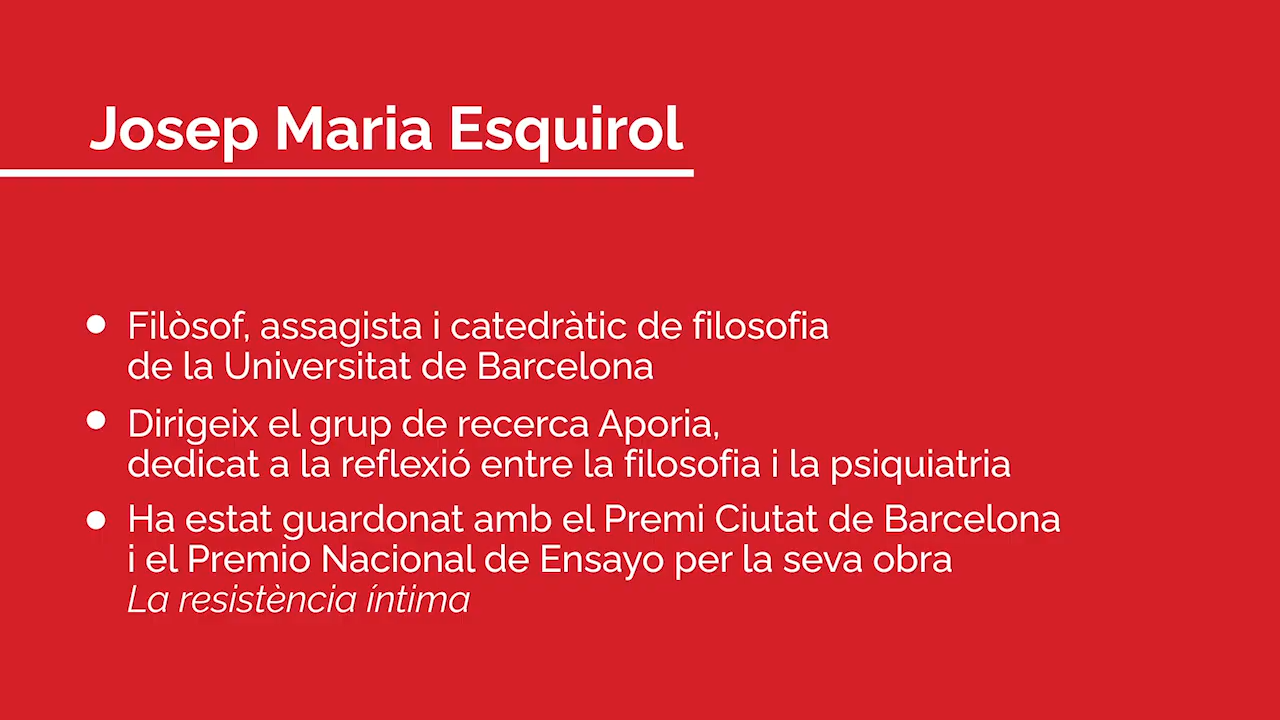 Josep Maria Esquirol
• Filòsof, assagista i catedràtic de filosofia
de la Universitat de Barcelona
• Dirigeix el grup de recerca Aporia,
dedicat a la reflexió entre la filosofia i la psiquiatria
• Ha estat guardonat amb el Premi Ciutat de Barcelona
i el Premio Nacional de Ensayo per la seva obra
La resistència íntima